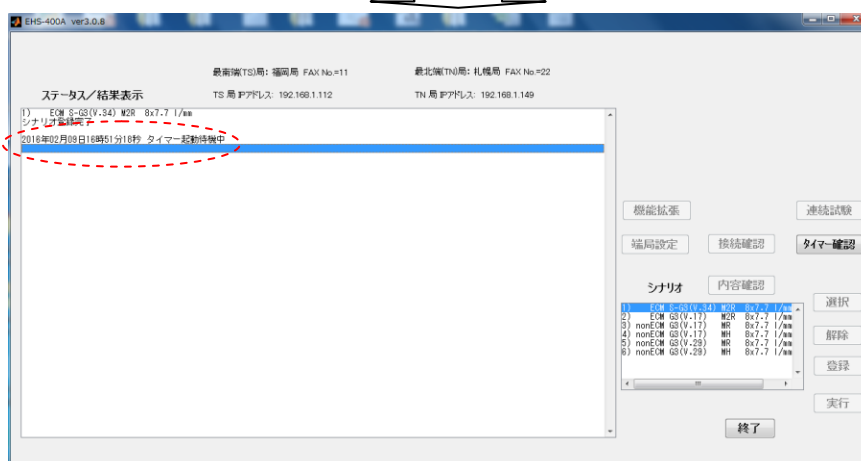 EHS-400A ver3.0.8
最南端(TS)局: 福岡局 FAX No.=11
最北端(TN)局: 札幌局 FAX No.=22
ステータス／結果表示
TS 局 IPアドレス: 192.168.1.112
TN 局 IPアドレス: 192.168.1.149
1) ECM S-G3(V.34) M2R 8x7.7 l/mm
シナリオ登録完了
2016年02月09日16時51分18秒 タイマー起動待機中
機能拡張
連続試験
端局設定
接続確認
タイマー確認
シナリオ
内容確認
1) ECM S-G3(V.34) M2R 8x7.7 l/mm
2) ECM G3(V.17) M2R 8x7.7 l/mm
3) nonECM G3(V.17) MR 8x7.7 l/mm
4) nonECM G3(V.17) MH 8x7.7 l/mm
5) nonECM G3(V.29) MR 8x7.7 l/mm
6) nonECM G3(V.29) MH 8x7.7 l/mm
選択
解除
登録
実行
終了